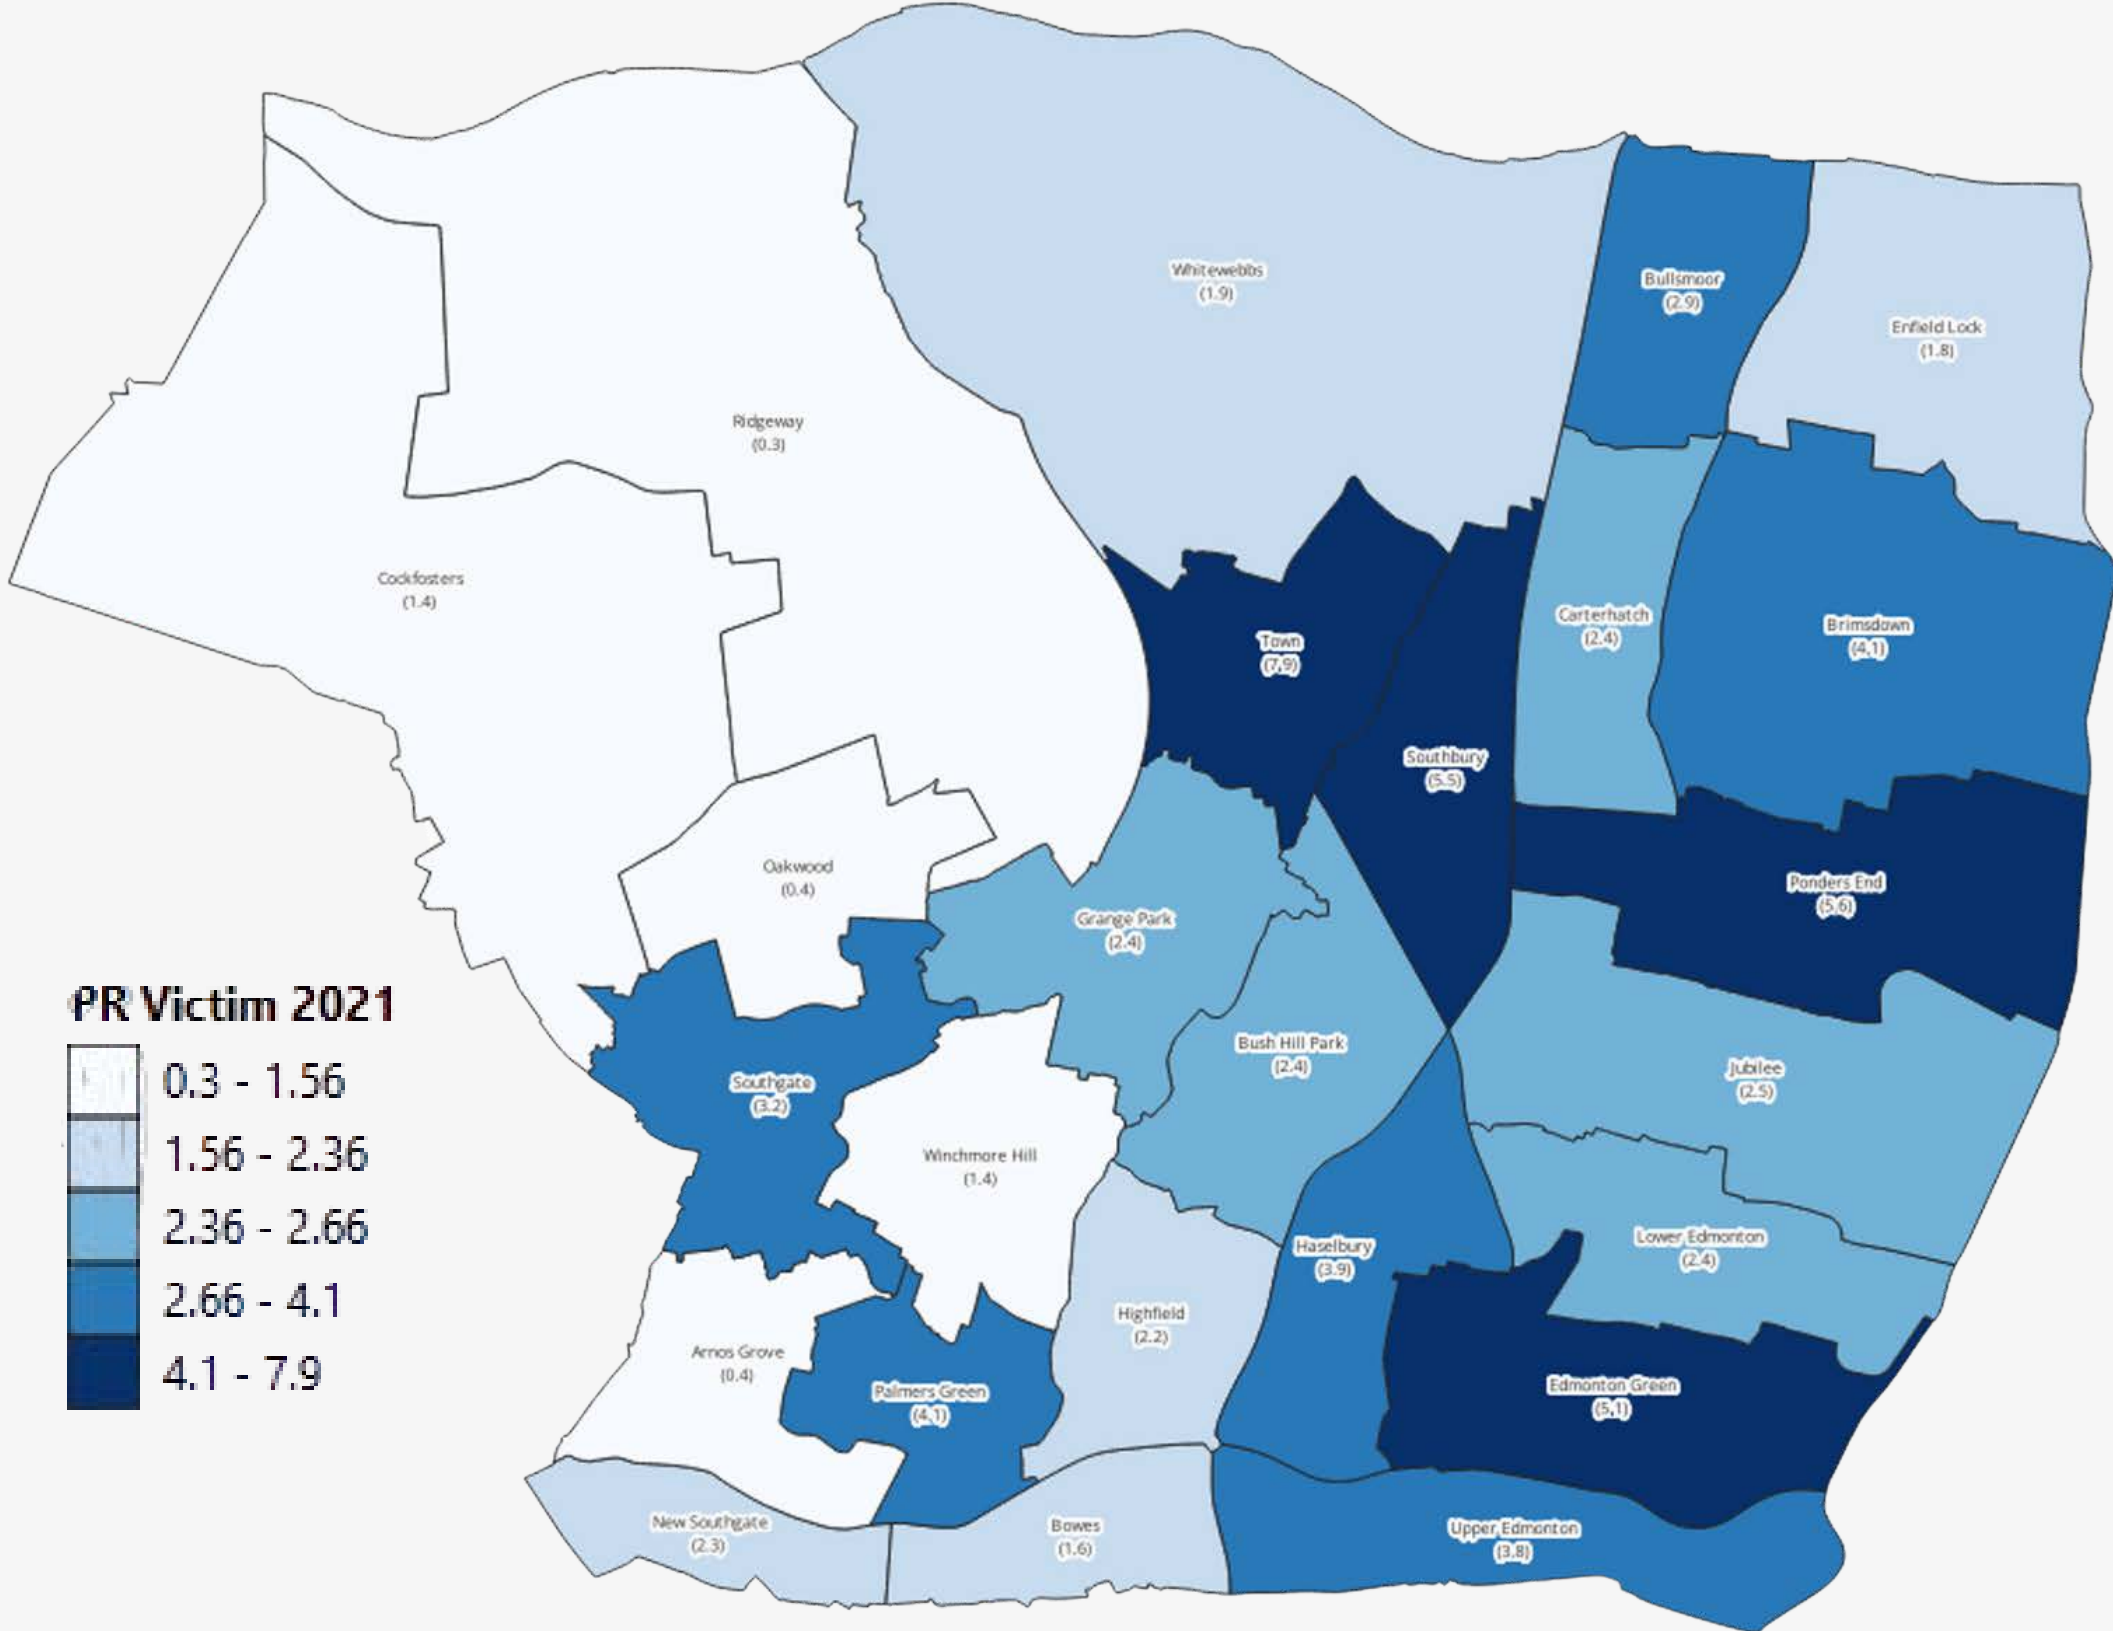 Whitewebbs
(1.9)
Bullsmoor
(2.9)
Enfield Lock
(1.8)
Ridgeway
(0.3)
Cockfosters
(1.4)
Carterhatch
(2.4)
Brimsdown
(4.1)
Town
(7.9)
Southbury
(5.5)
Oakwood
(0.4)
Ponders End
(5.6)
Grange Park
(2.4)
Bush Hill Park
(2.4)
Jubilee
(2.5)
Southgate
(3.2)
Winchmore Hill
(1.4)
Lower Edmonton
(2.4)
Haselbury
(3.9)
Highfield
(2.2)
Arnos Grove
(0.4)
Palmers Green
(4.1)
Edmonton Green
(5.1)
New Southgate
(2.3)
Bowes
(1.6)
Upper Edmonton
(3.8)
PR Victim 2021
0.3 - 1.56
1.56 - 2.36
2.36 - 2.66
2.66 - 4.1
4.1 - 7.9